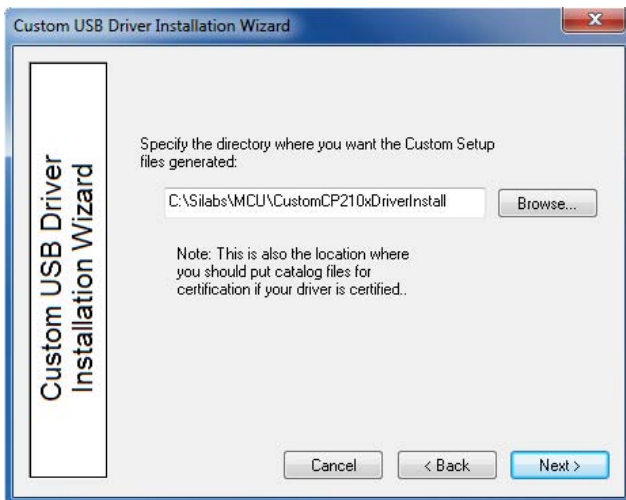 Custom USB Driver Installation Wizard
Custom USB Driver
Installation Wizard
Specify the directory where you want the Custom Setup
files generated:
C:\Silabs\MCU\CustomCP210xDriverInstall
Browse...
Note: This is also the location where
you should put catalog files for
certification if your driver is certified..
Cancel
< Back
Next >